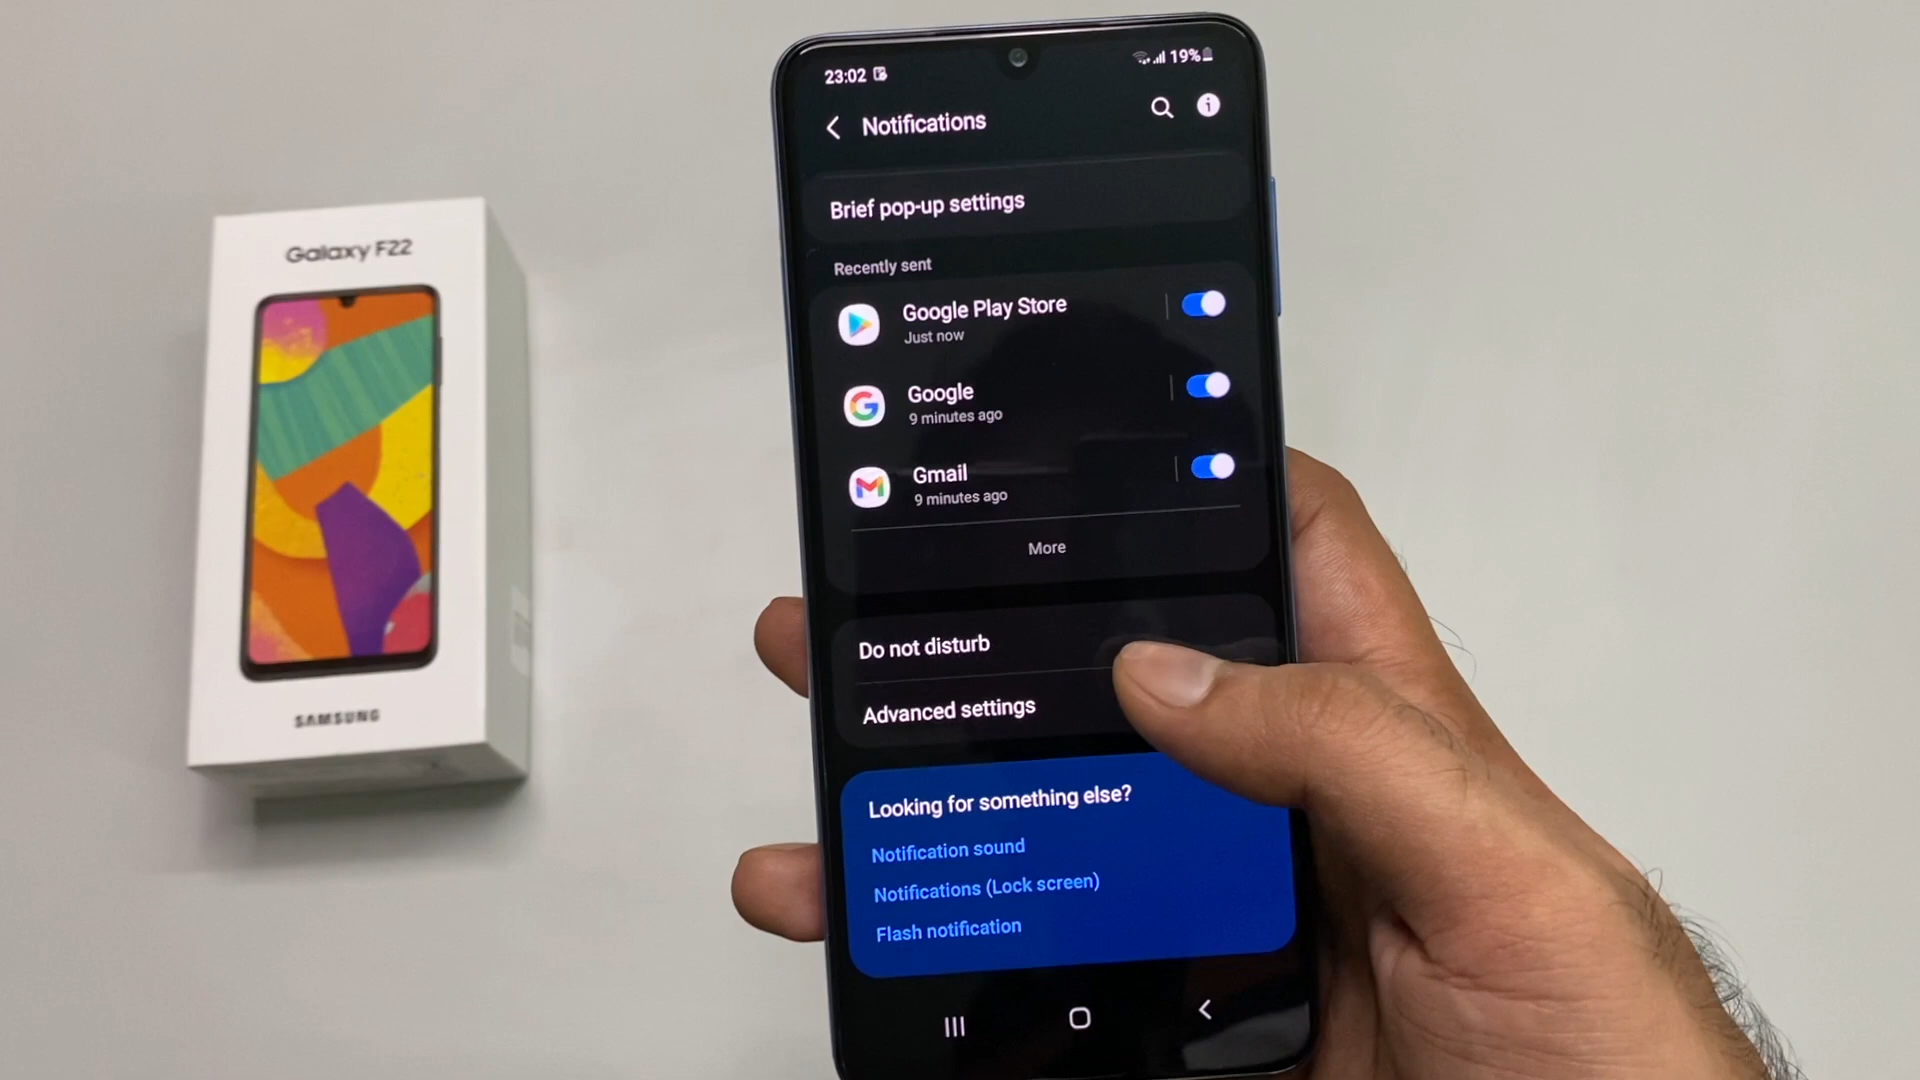 Galaxy F22
SAMSUNG
23:02
19%
Notifications
Brief pop-up settings
Recently sent
Google Play Store
Just now
Google
9 minutes ago
Gmail
9 minutes ago
More
Do not disturb
Advanced settings
Looking for something else?
Notification sound
Notifications (Lock screen)
Flash notification